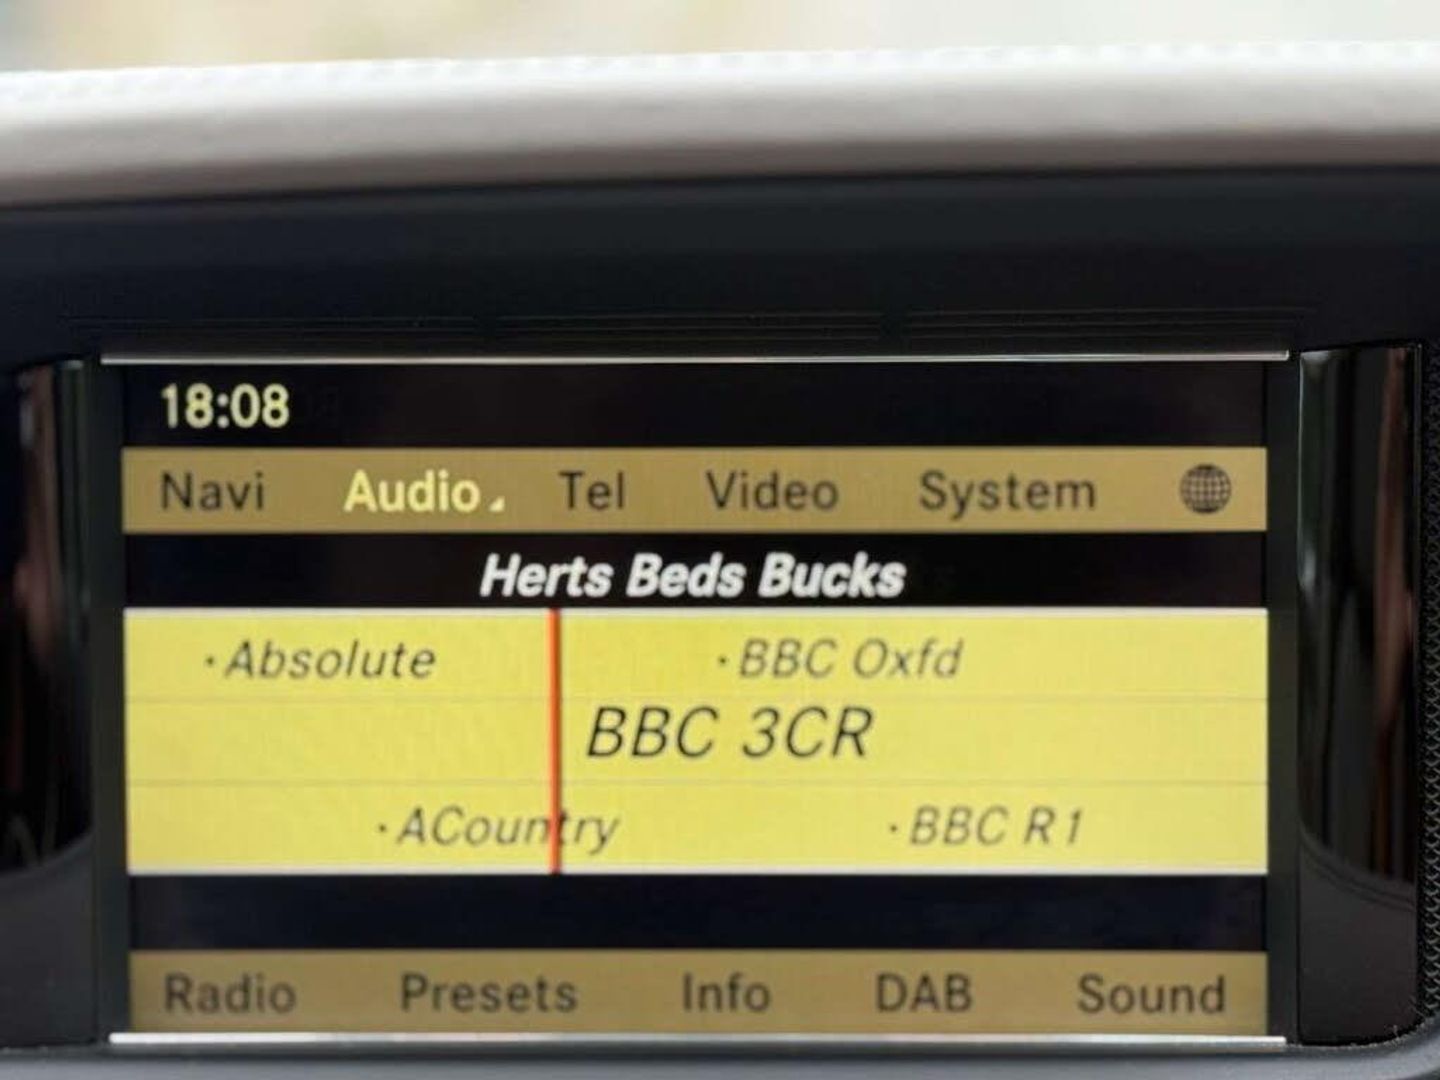 18:08
Navi Audio Tel Video System
Herts Beds Bucks
·Absolute ·BBC Oxfd
BBC 3CR
·ACountry ·BBC R1
Radio Presets Info DAB Sound